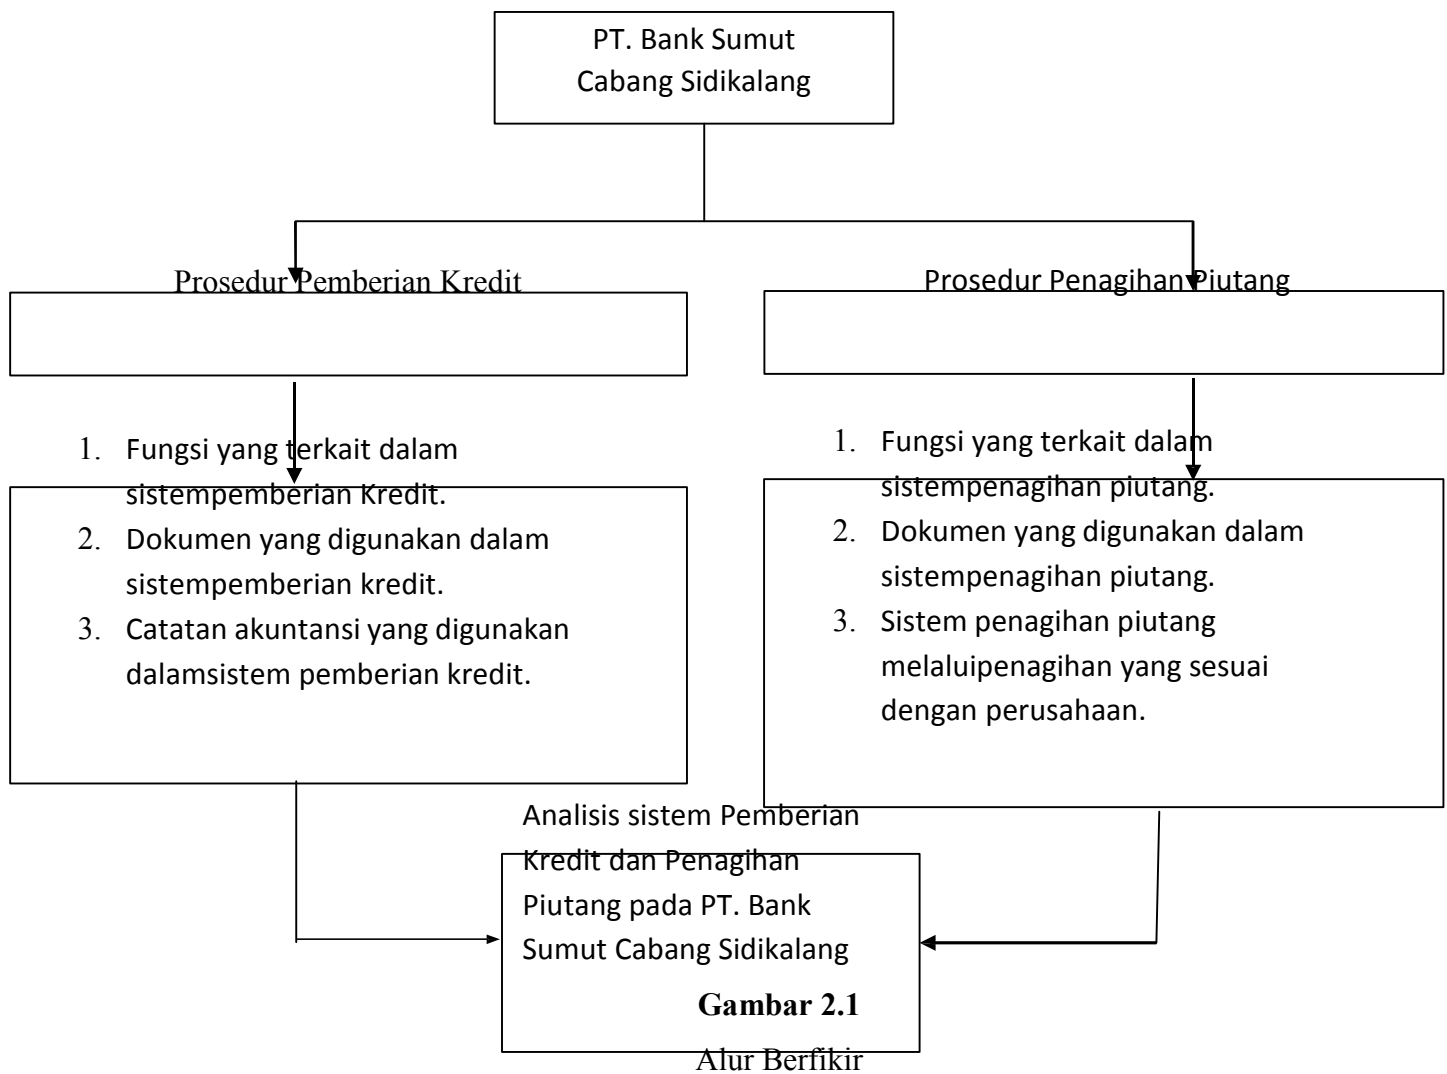 PT. Bank Sumut
Cabang Sidikalang
Prosedur Pemberian Kredit
Prosedur Penagihan Piutang
1. Fungsi yang terkait dalam
sistempemberian Kredit.
2. Dokumen yang digunakan dalam
sistempemberian kredit.
3. Catatan akuntansi yang digunakan
dalamsistem pemberian kredit.
1. Fungsi yang terkait dalam
sistempenagihan piutang.
2. Dokumen yang digunakan dalam
sistempenagihan piutang.
3. Sistem penagihan piutang
melaluipenagihan yang sesuai
dengan perusahaan.
Analisis sistem Pemberian
Kredit dan Penagihan
Piutang pada PT. Bank
Sumut Cabang Sidikalang
Gambar 2.1
Alur Berfikir